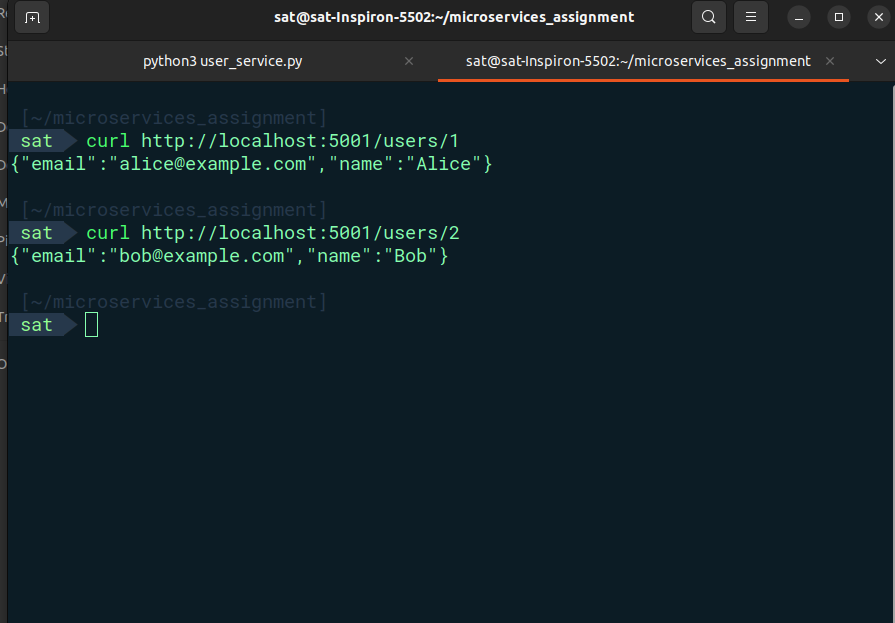 sat@sat-Inspiron-5502:~/microservices_assignment
python3 user_service.py
sat@sat-Inspiron-5502:~/microservices_assignment
[~/microservices_assignment]
sat curl http://localhost:5001/users/1
{"email":"alice@example.com","name":"Alice"}
[~/microservices_assignment]
sat curl http://localhost:5001/users/2
{"email":"bob@example.com","name":"Bob"}
[~/microservices_assignment]
sat